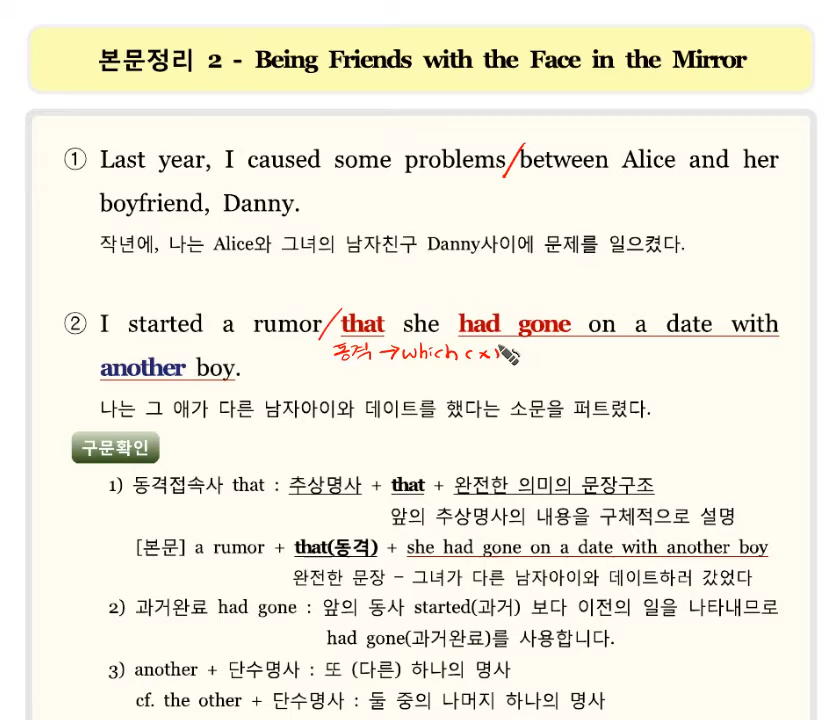 본문정리 2 - Being Friends with the Face in the Mirror
① Last year, I caused some problems/between Alice and her
boyfriend, Danny.
작년에, 나는 Alice와 그녀의 남자친구 Danny사이에 문제를 일으켰다.
② I started a rumor/that she had gone on a date with
동격 →which (×)
another boy.
나는 그 애가 다른 남자아이와 데이트를 했다는 소문을 퍼트렸다.
구문확인
1) 동격접속사 that : 추상명사 + that + 완전한 의미의 문장구조
앞의 추상명사의 내용을 구체적으로 설명
[본문] a rumor + that(동격) + she had gone on a date with another boy
완전한 문장 – 그녀가 다른 남자아이와 데이트하러 갔었다
2) 과거완료 had gone : 앞의 동사 started(과거) 보다 이전의 일을 나타내므로
had gone(과거완료)를 사용합니다.
3) another + 단수명사 : 또 (다른) 하나의 명사
cf. the other + 단수명사 : 둘 중의 나머지 하나의 명사